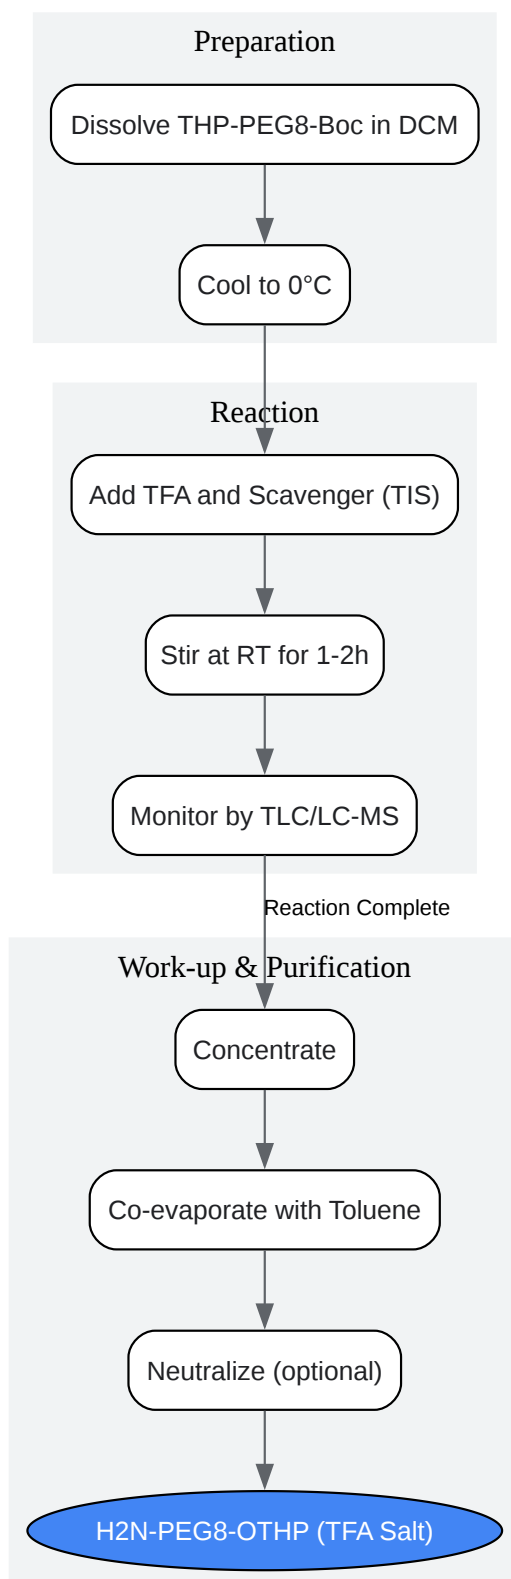 Preparation
Dissolve THP-PEG8-Boc in DCM
Cool to 0°C
Reaction
Add TFA and Scavenger (TIS)
Stir at RT for 1-2h
Monitor by TLC/LC-MS
Reaction Complete
Work-up & Purification
Concentrate
Co-evaporate with Toluene
Neutralize (optional)
H2N-PEG8-OTHP (TFA Salt)